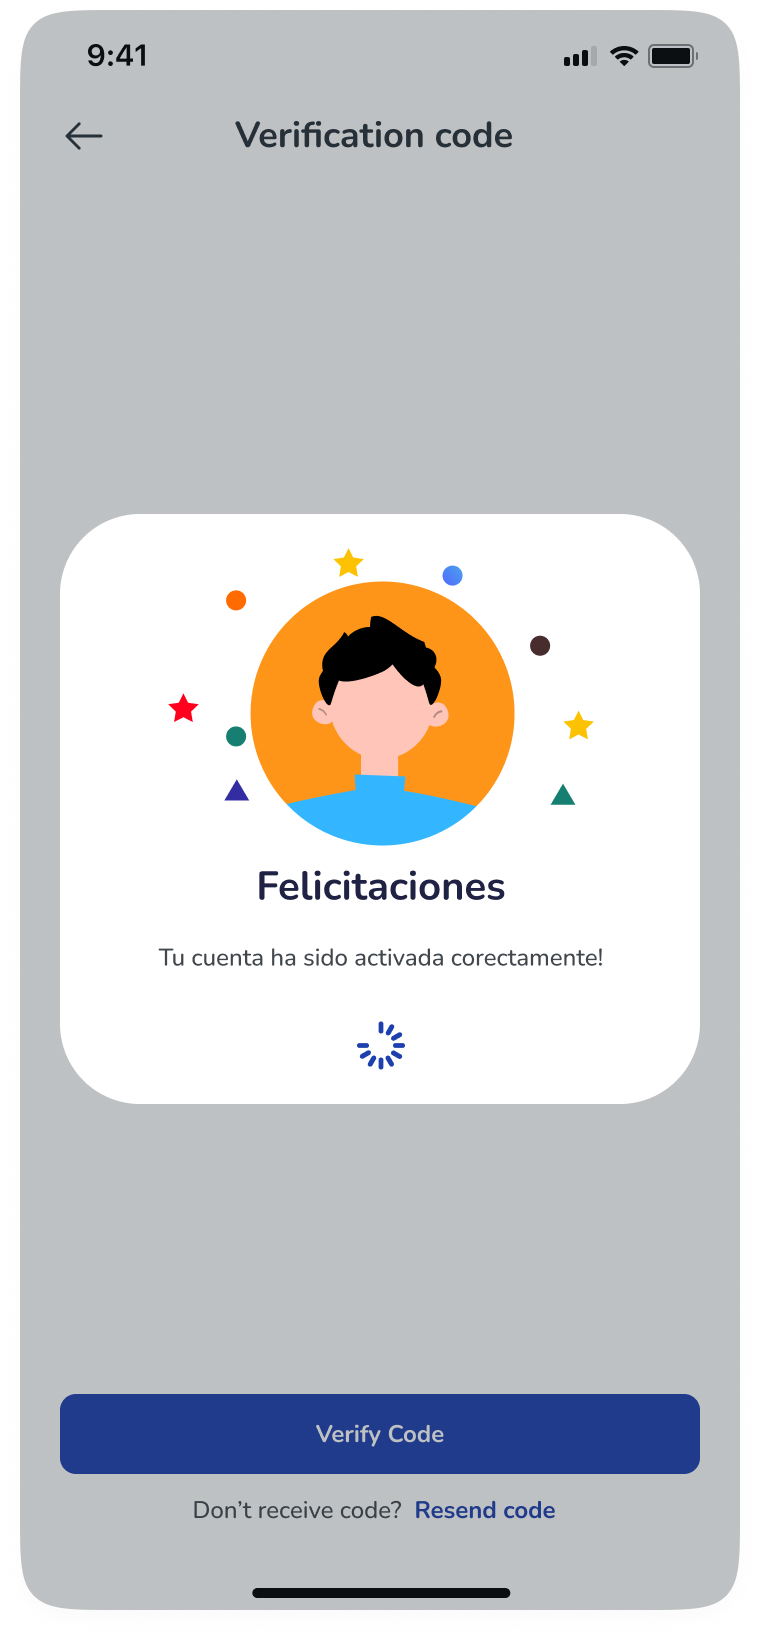 9:41
Verification code
Felicitaciones
Tu cuenta ha sido activada corectamente!
Verify Code
Don’t receive code? Resend code